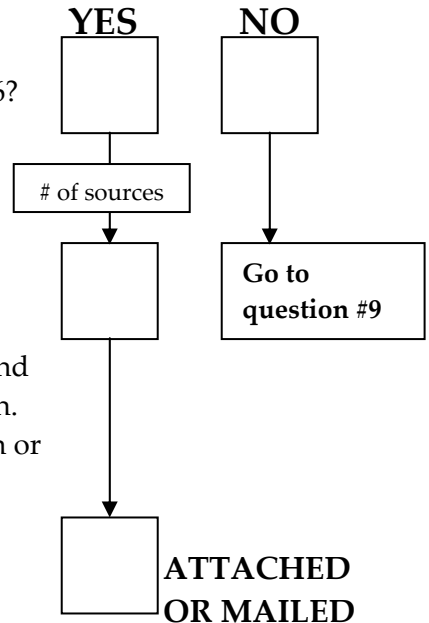 YES NO
6?
# of sources
Go to
question #9
nd
n.
n or
ATTACHED
OR MAILED